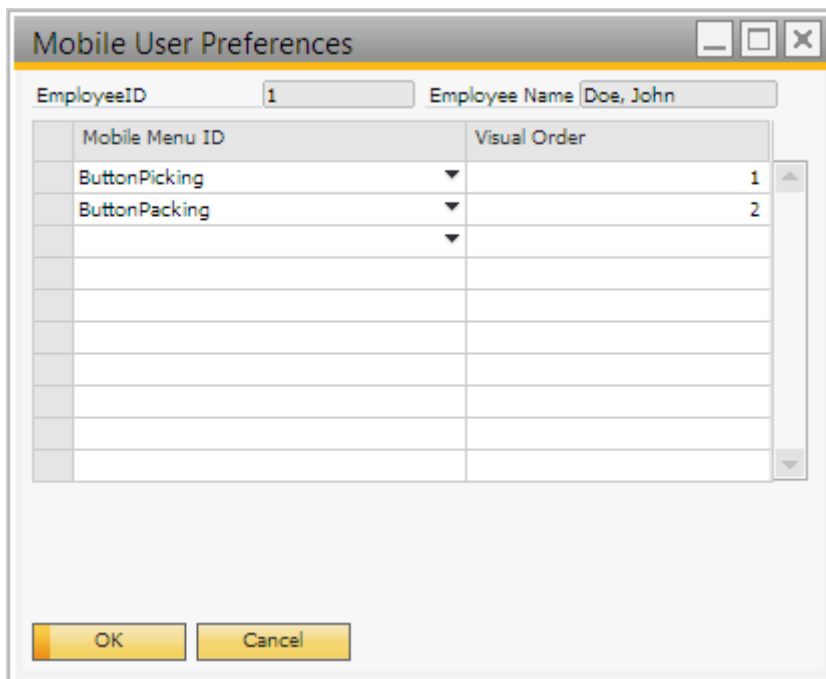 Mobile User Preferences
EmployeeID 1 Employee Name Doe, John
Mobile Menu ID Visual Order
ButtonPicking 1
ButtonPacking 2
OK Cancel